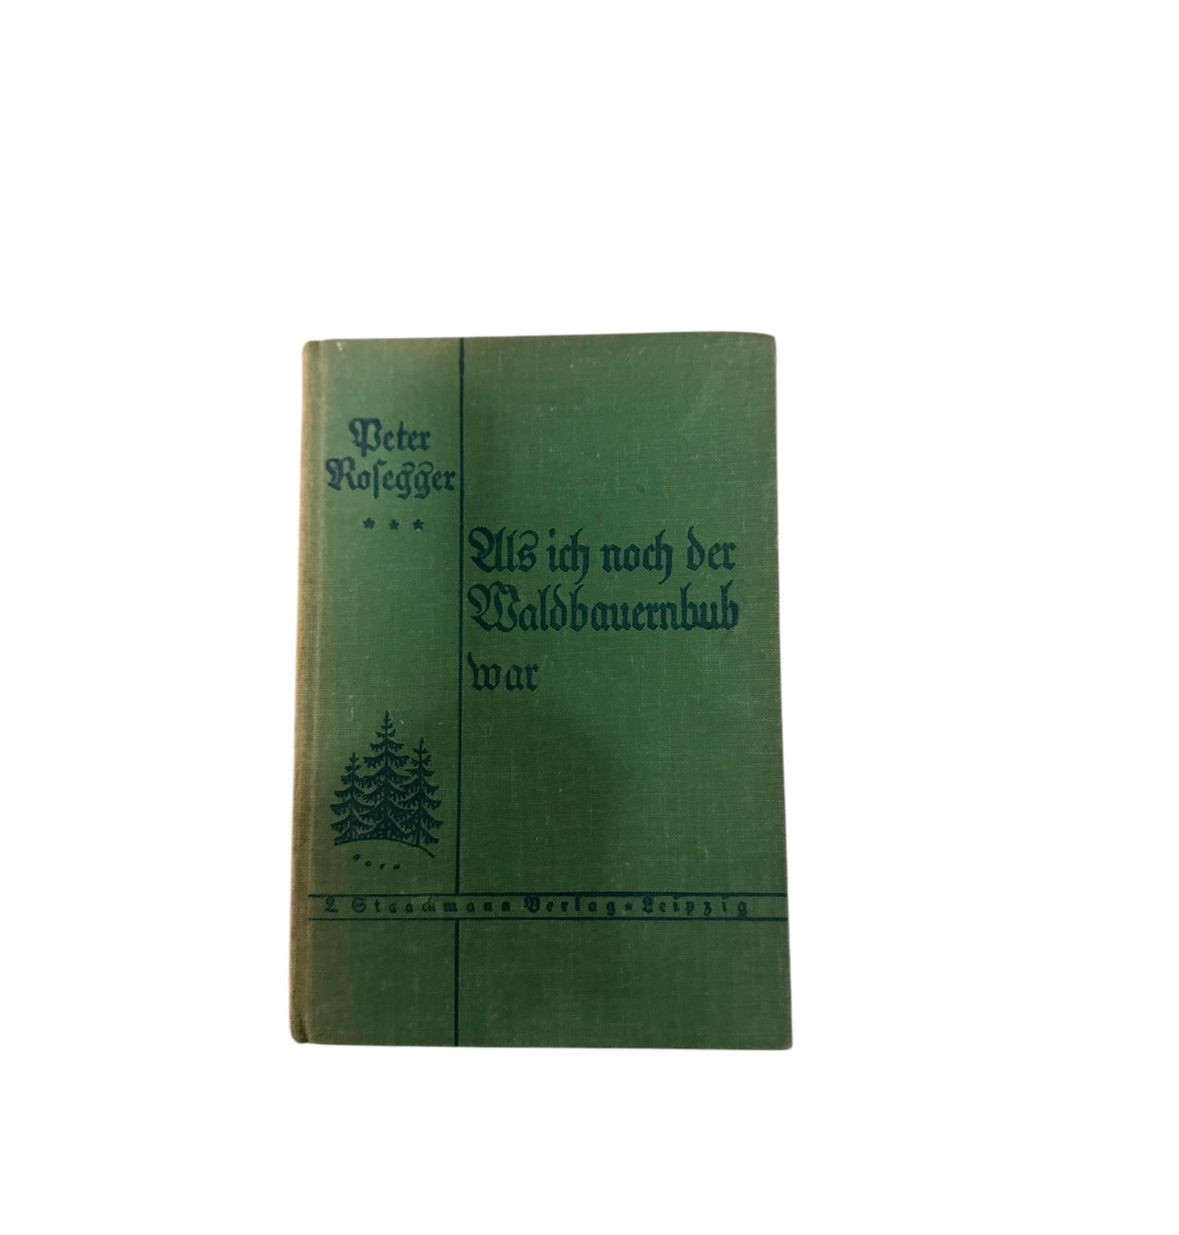 Peter
Rosegger
* * *
Als ich noch der
Waldbauernbub
war
L Staackmann Verlag * Leipzig